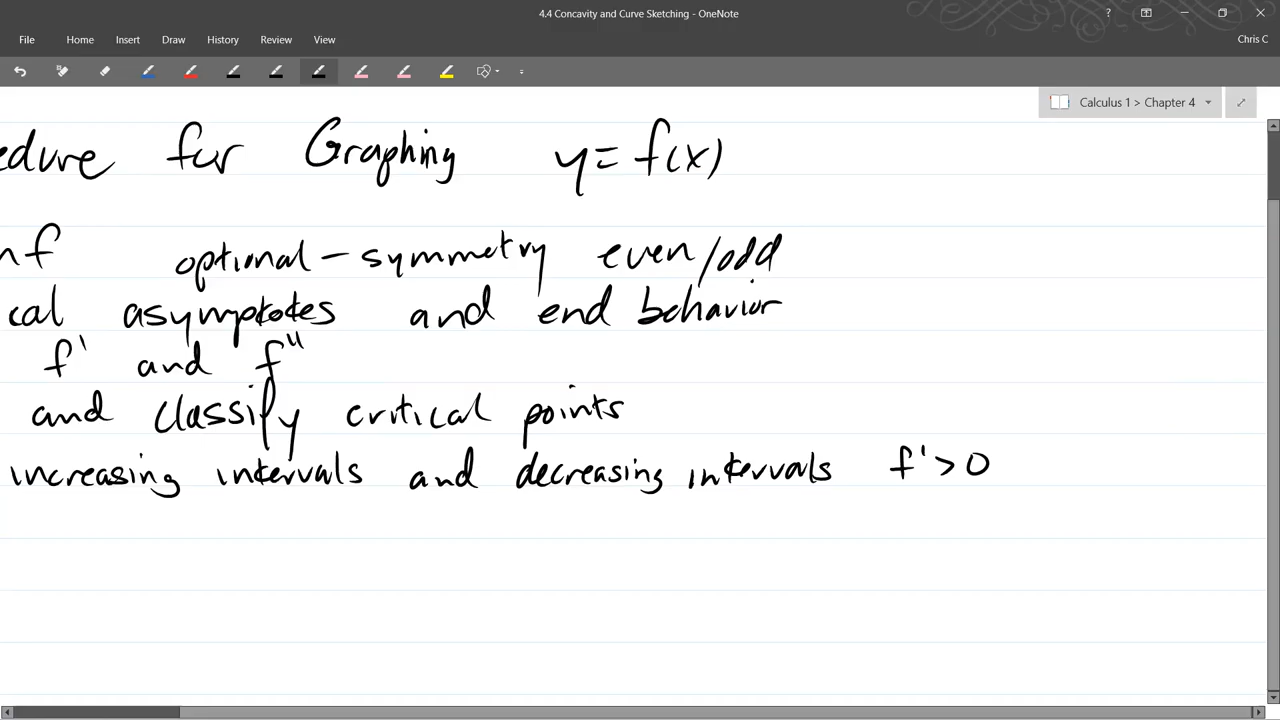 4.4 Concavity and Curve Sketching - OneNote
File Home Insert Draw History Review View
Chris C
Calculus 1 > Chapter 4
edure for Graphing y = f(x)
nf optional - symmetry even/odd
cal asymptotes and end behavior
f' and f"
and classify critical points
increasing intervals and decreasing intervals f' > 0